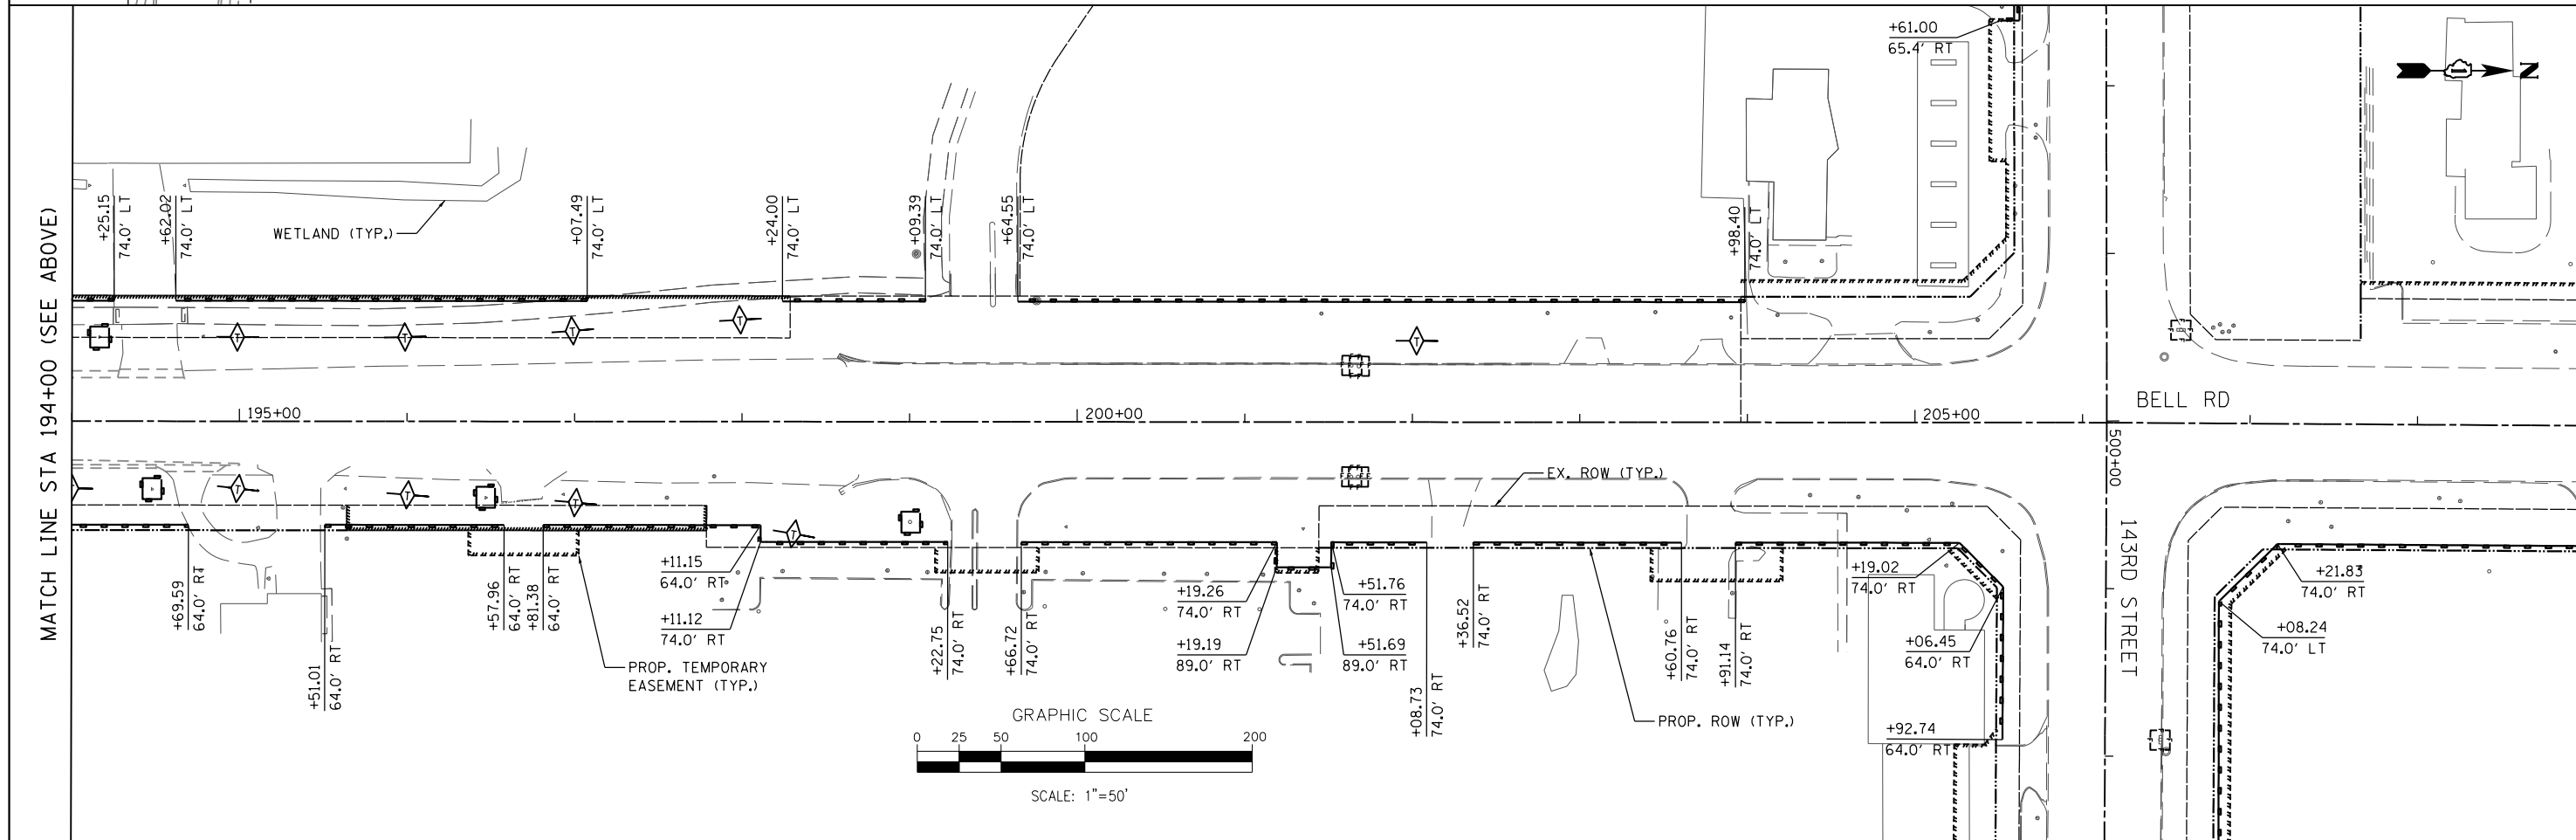 MATCH LINE STA 194+00 (SEE ABOVE)
+61.00
65.4' RT
N
+25.15
74.0' LT
+62.02
74.0' LT
WETLAND (TYP.)
+07.49
74.0' LT
+24.00
74.0' LT
+09.39
74.0' LT
+64.55
74.0' LT
+98.40
74.0' LT
T
T
T
T
T
195+00
200+00
205+00
BELL RD
500+00
143RD STREET
T
T
T
T
EX. ROW (TYP.)
+69.59
64.0' RT
+51.01
64.0' RT
+57.96
64.0' RT
+81.38
64.0' RT
+11.15
64.0' RT
+11.12
74.0' RT
PROP. TEMPORARY
EASEMENT (TYP.)
+22.75
74.0' RT
+66.72
74.0' RT
+19.26
74.0' RT
+19.19
89.0' RT
+51.76
74.0' RT
+51.69
89.0' RT
+08.73
74.0' RT
+36.52
74.0' RT
+60.76
74.0' RT
+91.14
74.0' RT
PROP. ROW (TYP.)
+19.02
74.0' RT
+06.45
64.0' RT
+92.74
64.0' RT
+21.83
74.0' RT
+08.24
74.0' LT
GRAPHIC SCALE
0 25 50 100 200
SCALE: 1"=50'